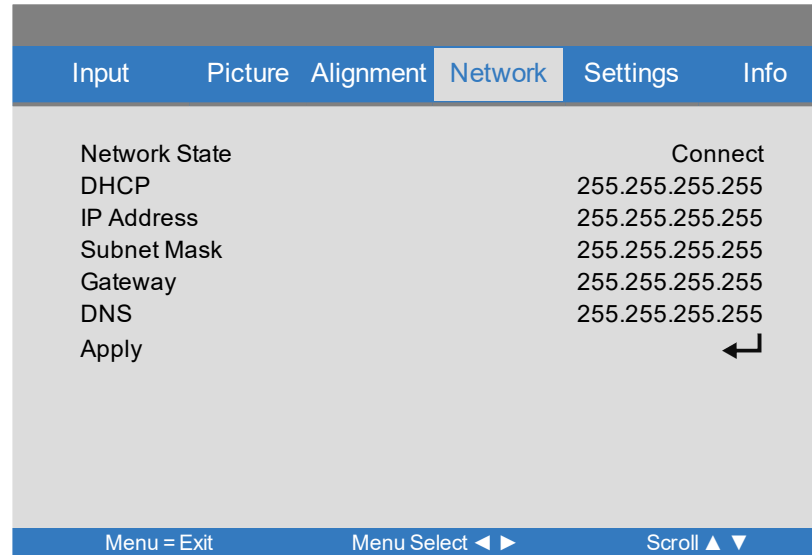 Input Picture Alignment Network Settings Info
Network State Connect
DHCP 255.255.255.255
IP Address 255.255.255.255
Subnet Mask 255.255.255.255
Gateway 255.255.255.255
DNS 255.255.255.255
Apply
Menu = Exit Menu Select ◄ ► Scroll ▲ ▼